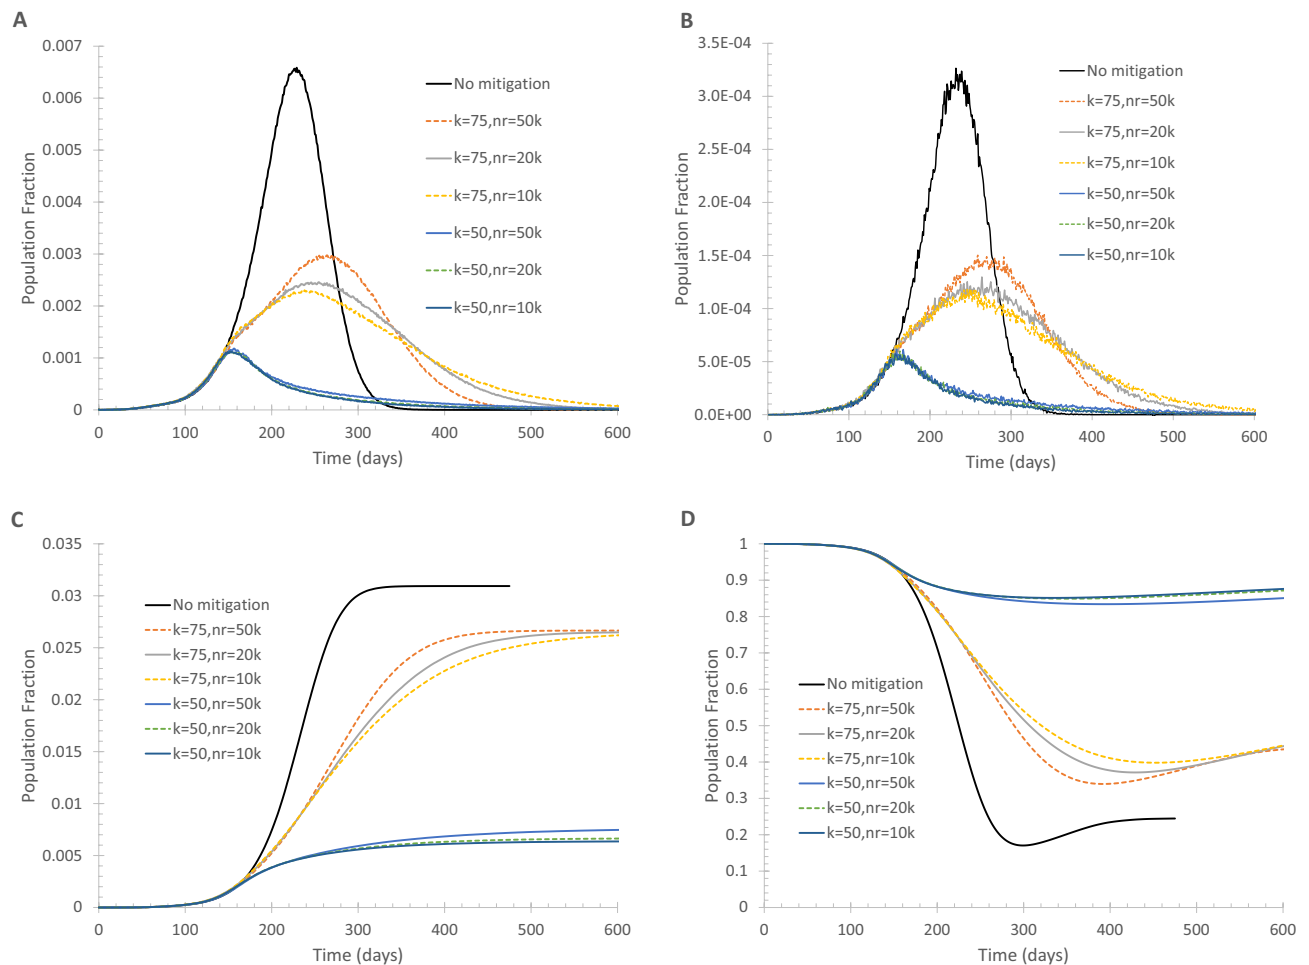 A
0.007
0.006
0.005
0.004
0.003
0.002
0.001
0
Population Fraction
0 100 200 300 400 500 600
Time (days)
No mitigation
k=75,nr=50k
k=75,nr=20k
k=75,nr=10k
k=50,nr=50k
k=50,nr=20k
k=50,nr=10k
B
3.5E-04
3.0E-04
2.5E-04
2.0E-04
1.5E-04
1.0E-04
5.0E-05
0.0E+00
Population Fraction
0 100 200 300 400 500 600
Time (days)
No mitigation
k=75,nr=50k
k=75,nr=20k
k=75,nr=10k
k=50,nr=50k
k=50,nr=20k
k=50,nr=10k
C
0.035
0.03
0.025
0.02
0.015
0.01
0.005
0
Population Fraction
0 100 200 300 400 500 600
Time (days)
No mitigation
k=75,nr=50k
k=75,nr=20k
k=75,nr=10k
k=50,nr=50k
k=50,nr=20k
k=50,nr=10k
D
1
0.9
0.8
0.7
0.6
0.5
0.4
0.3
0.2
0.1
0
Population Fraction
0 100 200 300 400 500 600
Time (days)
No mitigation
k=75,nr=50k
k=75,nr=20k
k=75,nr=10k
k=50,nr=50k
k=50,nr=20k
k=50,nr=10k